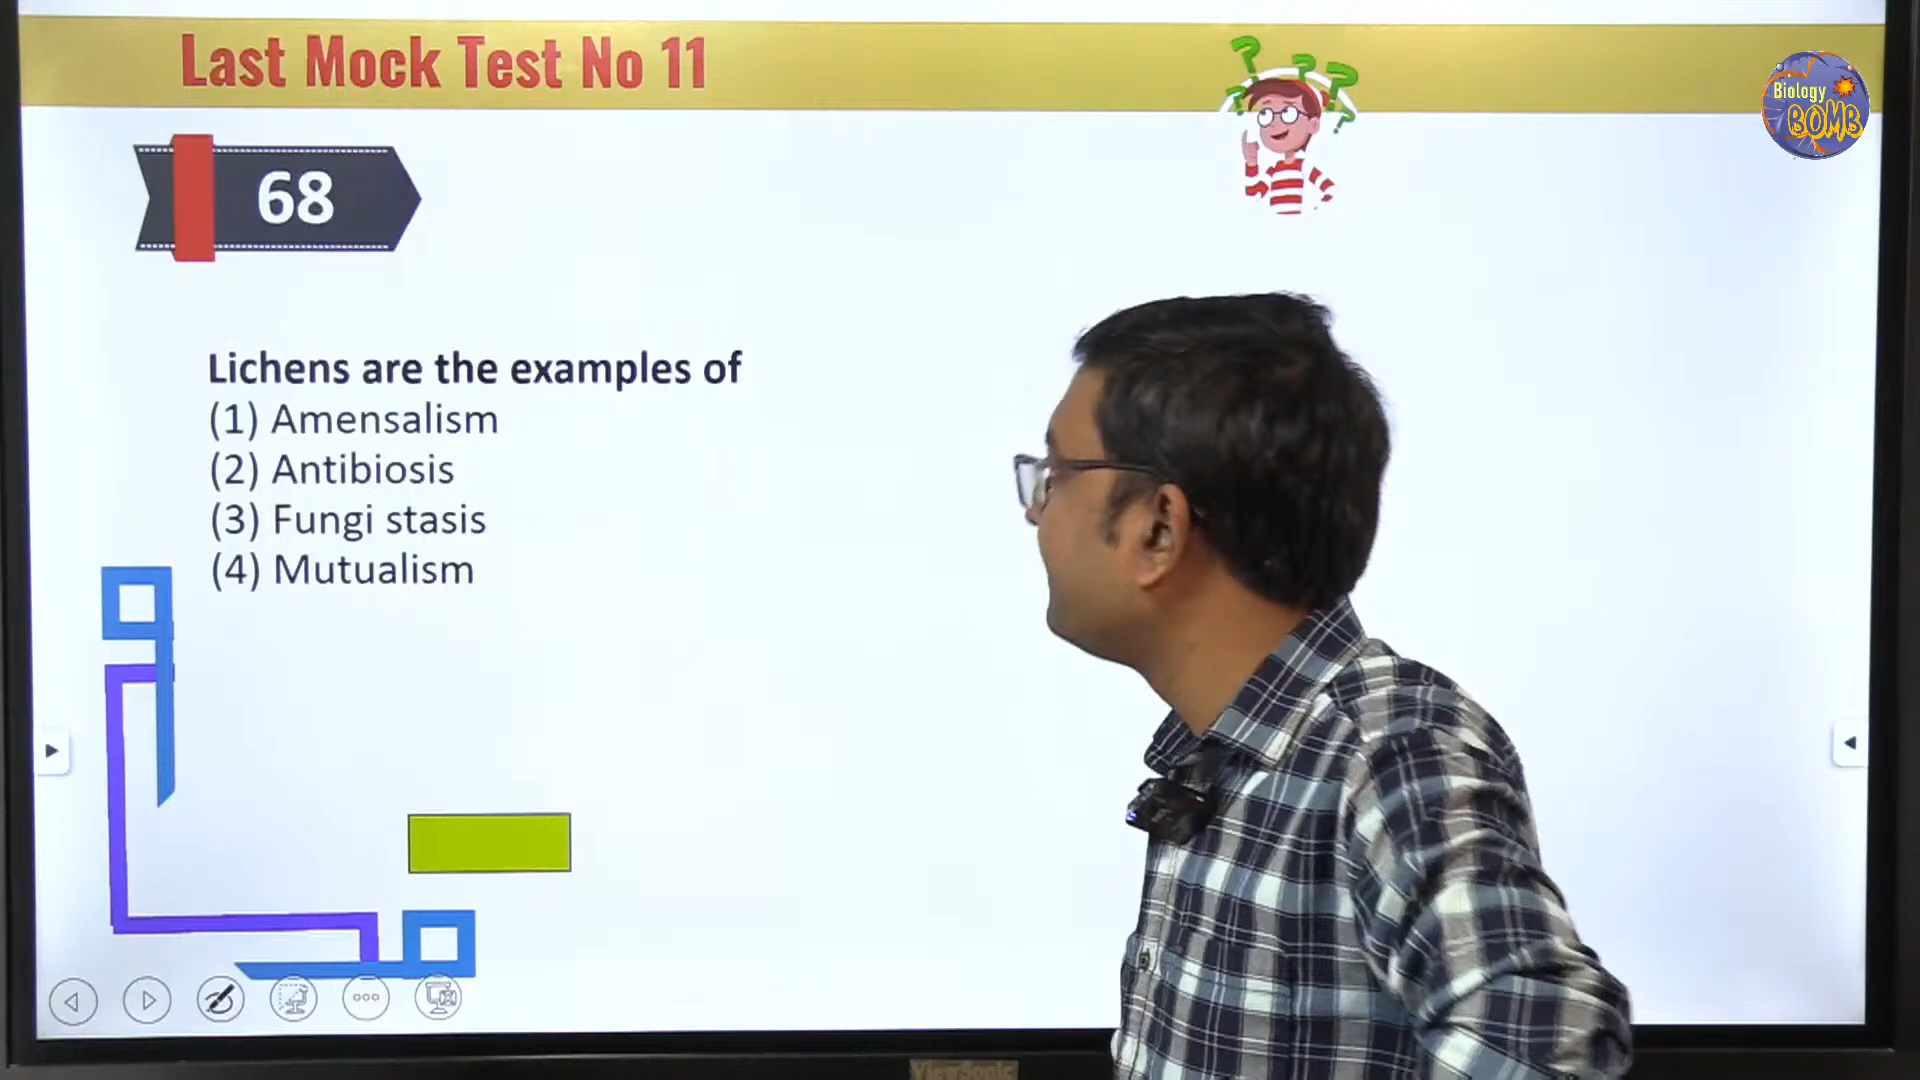 Last Mock Test No 11
Biology
BOMB
68
Lichens are the examples of
(1) Amensalism
(2) Antibiosis
(3) Fungi stasis
(4) Mutualism
ViewSonic